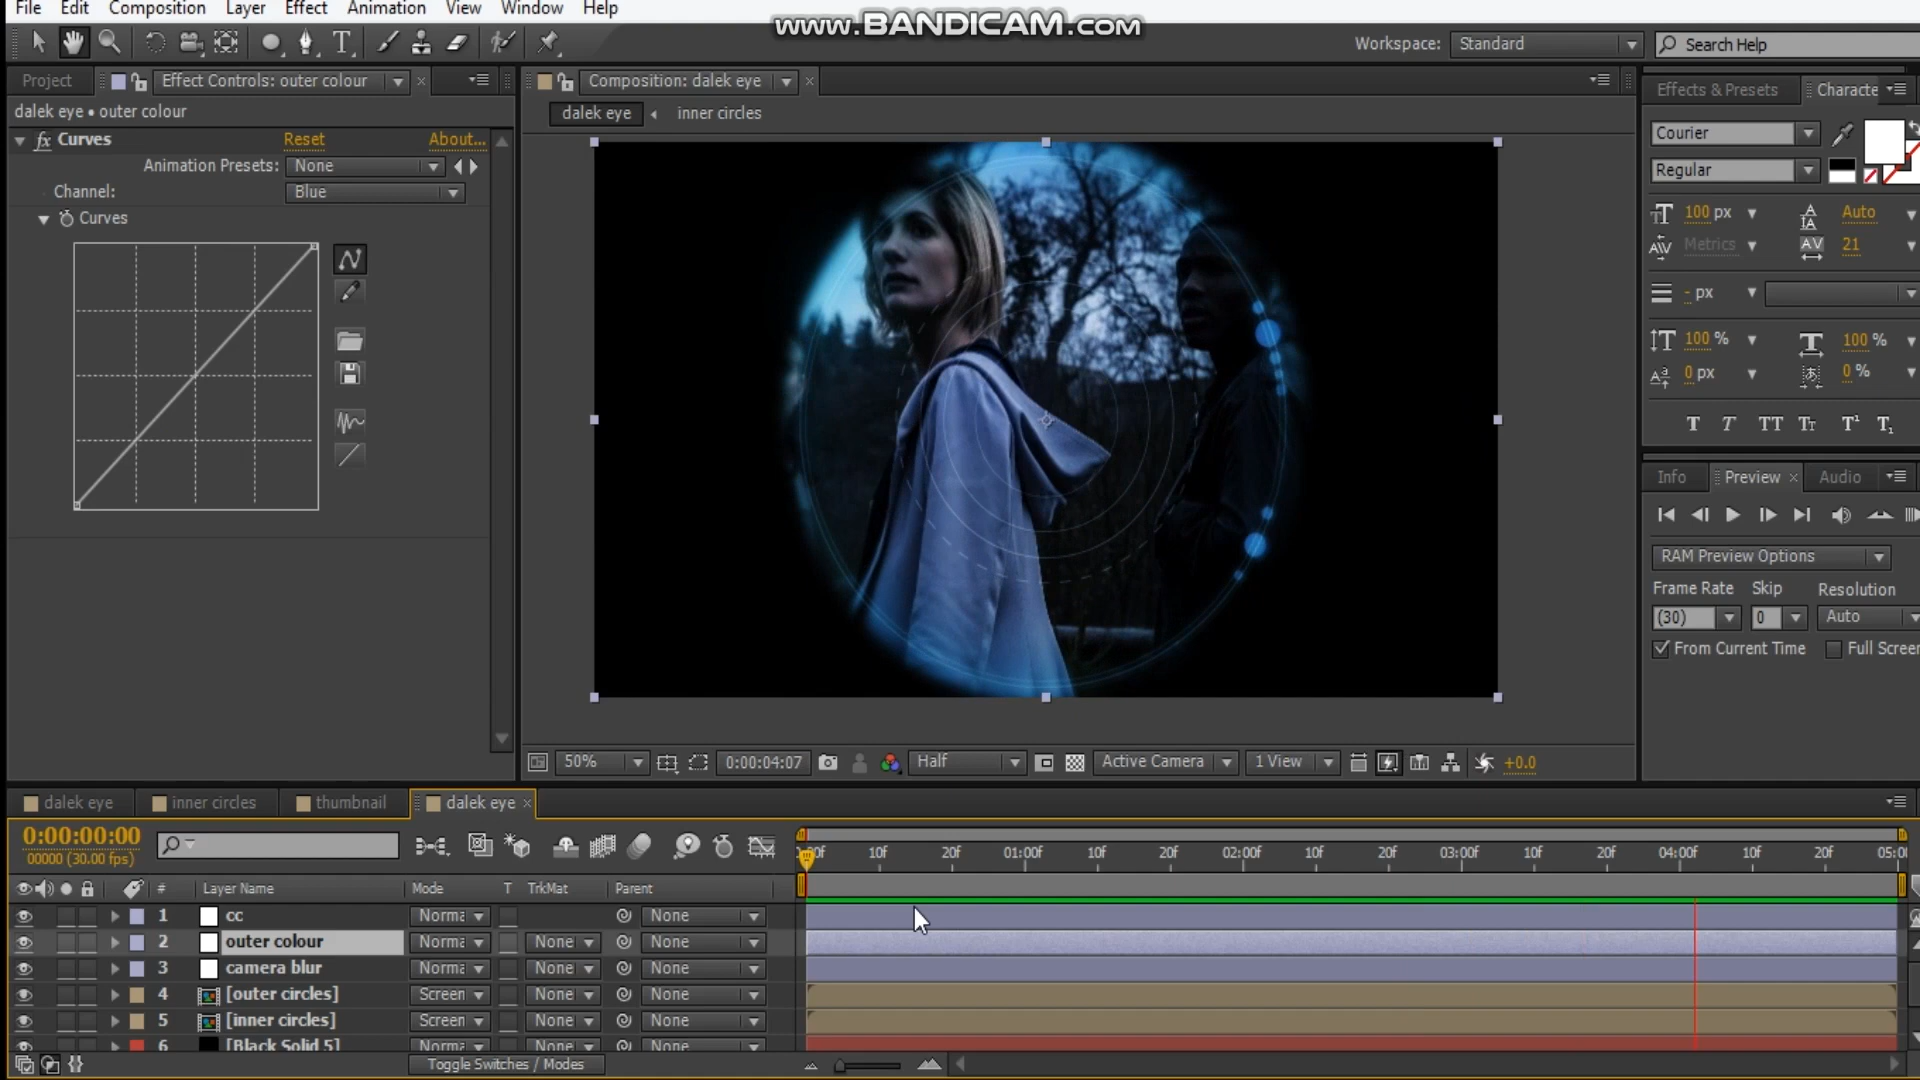 File Edit Composition Layer Effect Animation View Window Help
www.BANDICAM.com
Workspace: Standard Search Help
Project Effect Controls: outer colour
Composition: dalek eye
Effects & Presets Characte
dalek eye • outer colour
dalek eye inner circles
fx Curves Reset About...
Animation Presets: None
Channel: Blue
Curves
Courier
Regular
100 px Auto
Metrics 21
- px
100 % 100 %
0 px 0 %
T T TT Tt T¹ T₁
Info Preview Audio
RAM Preview Options
Frame Rate Skip Resolution
(30) 0 Auto
From Current Time Full Screen
50% 0:00:04:07 Half Active Camera 1 View +0.0
dalek eye inner circles thumbnail dalek eye
0:00:00:00
00000 (30.00 fps)
10f 20f 01:00f 10f 20f 02:00f 10f 20f 03:00f 10f 20f 04:00f 10f 20f 05:0
# Layer Name Mode T TrkMat Parent
1 cc Norma None
2 outer colour Norma None None
3 camera blur Norma None None
4 [outer circles] Screen None None
5 [inner circles] Screen None None
6 [Black Solid 5] Norma None None
Toggle Switches / Modes